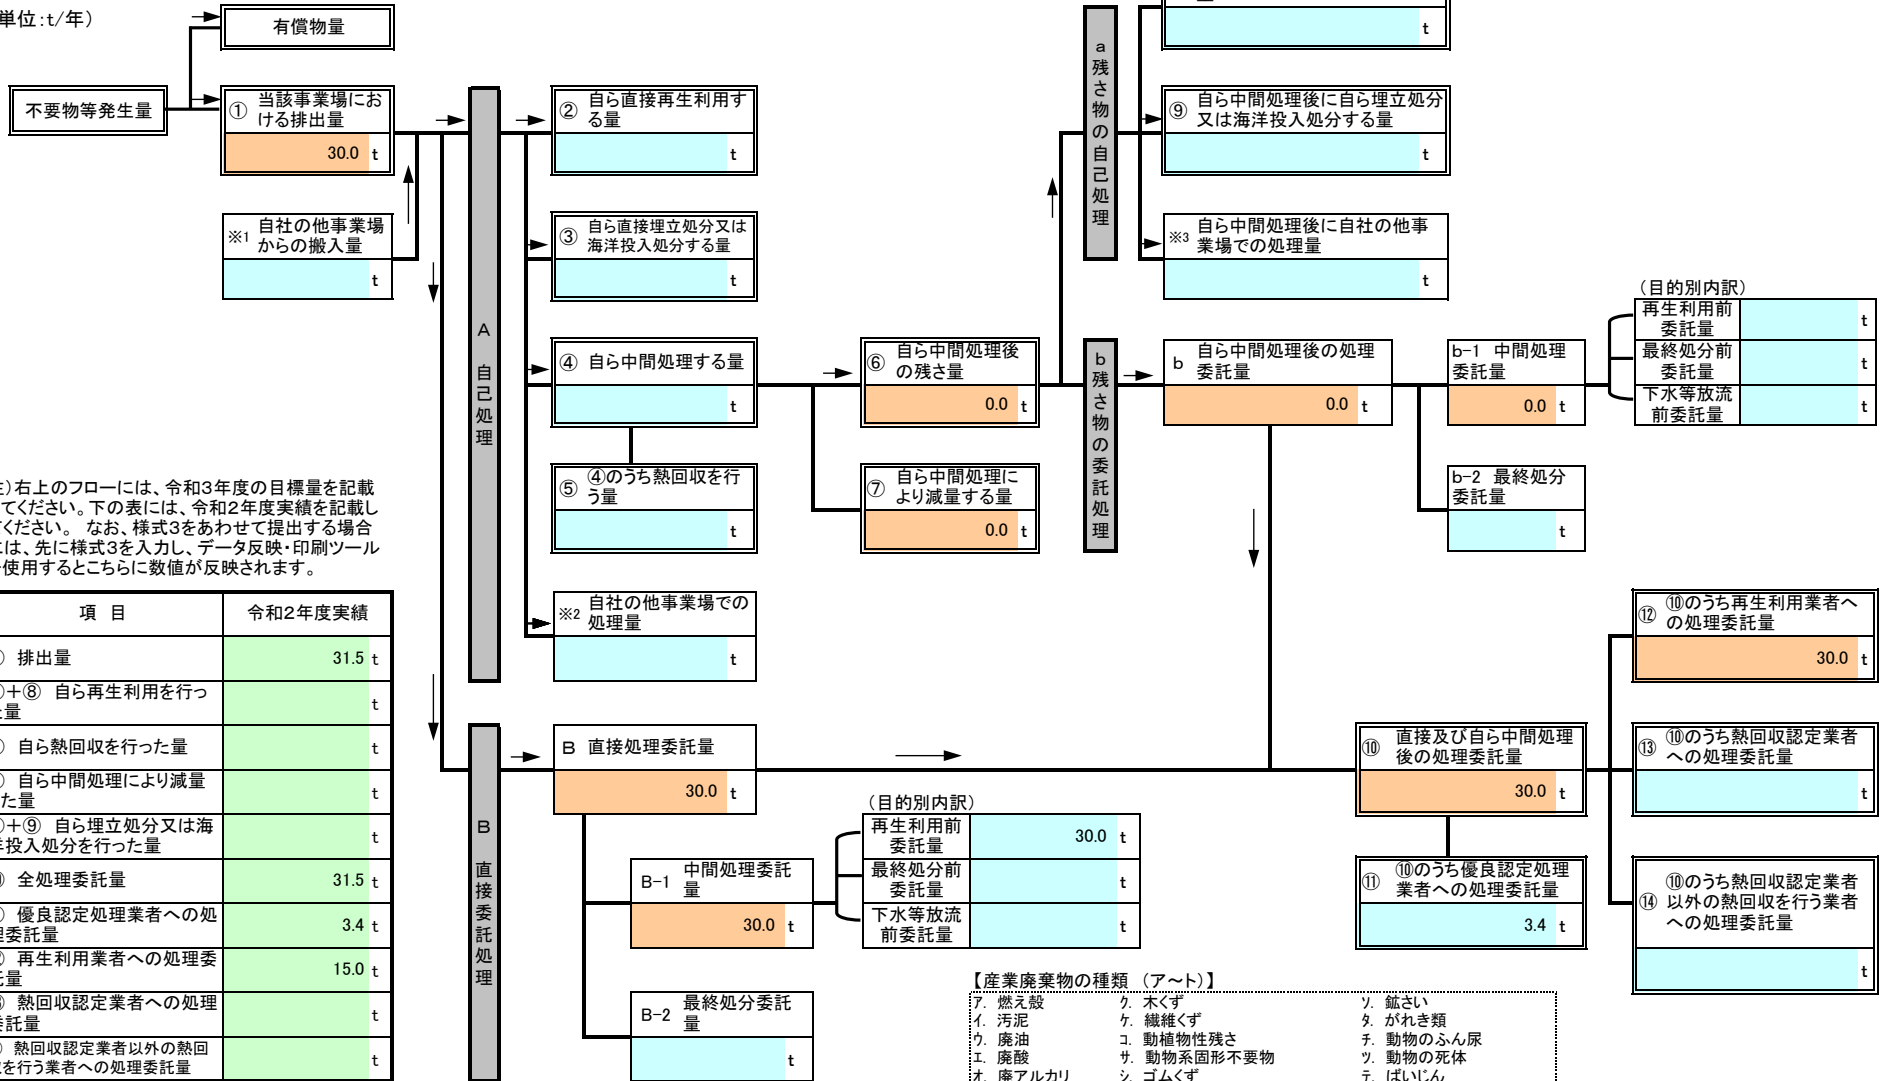 単位:t/年)
有償物量
不要物等発生量
① 当該事業場にお
ける排出量
30.0 t
※1 自社の他事業場
からの搬入量
t
A 自己処理
② 自ら直接再生利用す
る量
t
③ 自ら直接埋立処分又は
海洋投入処分する量
t
④ 自ら中間処理する量
t
⑤ ④のうち熱回収を行
う量
t
※2 自社の他事業場での
処理量
t
⑥ 自ら中間処理後
の残さ量
0.0 t
⑦ 自ら中間処理に
より減量する量
0.0 t
a 残さ物の自己処理
t
⑨ 自ら中間処理後に自ら埋立処分
又は海洋投入処分する量
t
※3 自ら中間処理後に自社の他事
業場での処理量
t
b 残さ物の委託処理
b 自ら中間処理後の処理
委託量
0.0 t
b-1 中間処理
委託量
0.0 t
b-2 最終処分
委託量
t
(目的別内訳)
再生利用前
委託量 t
最終処分前
委託量 t
下水等放流
前委託量 t
)右上のフローには、令和3年度の目標量を記載
てください。下の表には、令和2年度実績を記載し
ください。 なお、様式3をあわせて提出する場合
は、先に様式3を入力し、データ反映・印刷ツール
使用するとこちらに数値が反映されます。
項 目 令和2年度実績
排出量 31.5 t
+⑧ 自ら再生利用を行っ
量 t
自ら熱回収を行った量 t
自ら中間処理により減量
た量 t
+⑨ 自ら埋立処分又は海
投入処分を行った量 t
全処理委託量 31.5 t
優良認定処理業者への処
委託量 3.4 t
再生利用業者への処理委
量 15.0 t
熱回収認定業者への処理
託量 t
熱回収認定業者以外の熱回
を行う業者への処理委託量 t
B 直接委託処理
B 直接処理委託量
30.0 t
B-1 中間処理委託
量
30.0 t
B-2 最終処分委託
量
t
(目的別内訳)
再生利用前
委託量 30.0 t
最終処分前
委託量 t
下水等放流
前委託量 t
⑩ 直接及び自ら中間処理
後の処理委託量
30.0 t
⑪ ⑩のうち優良認定処理
業者への処理委託量
3.4 t
⑫ ⑩のうち再生利用業者へ
の処理委託量
30.0 t
⑬ ⑩のうち熱回収認定業者
への処理委託量
t
⑭ ⑩のうち熱回収認定業者
以外の熱回収を行う業者
への処理委託量
t
【産業廃棄物の種類 (ア~ト)】
ア. 燃え殻 ク. 木くず ソ. 鉱さい
イ. 汚泥 ケ. 繊維くず タ. がれき類
ウ. 廃油 コ. 動植物性残さ チ. 動物のふん尿
エ. 廃酸 サ. 動物系固形不要物 ツ. 動物の死体
オ. 廃アルカリ シ. ゴムくず テ. ばいじん